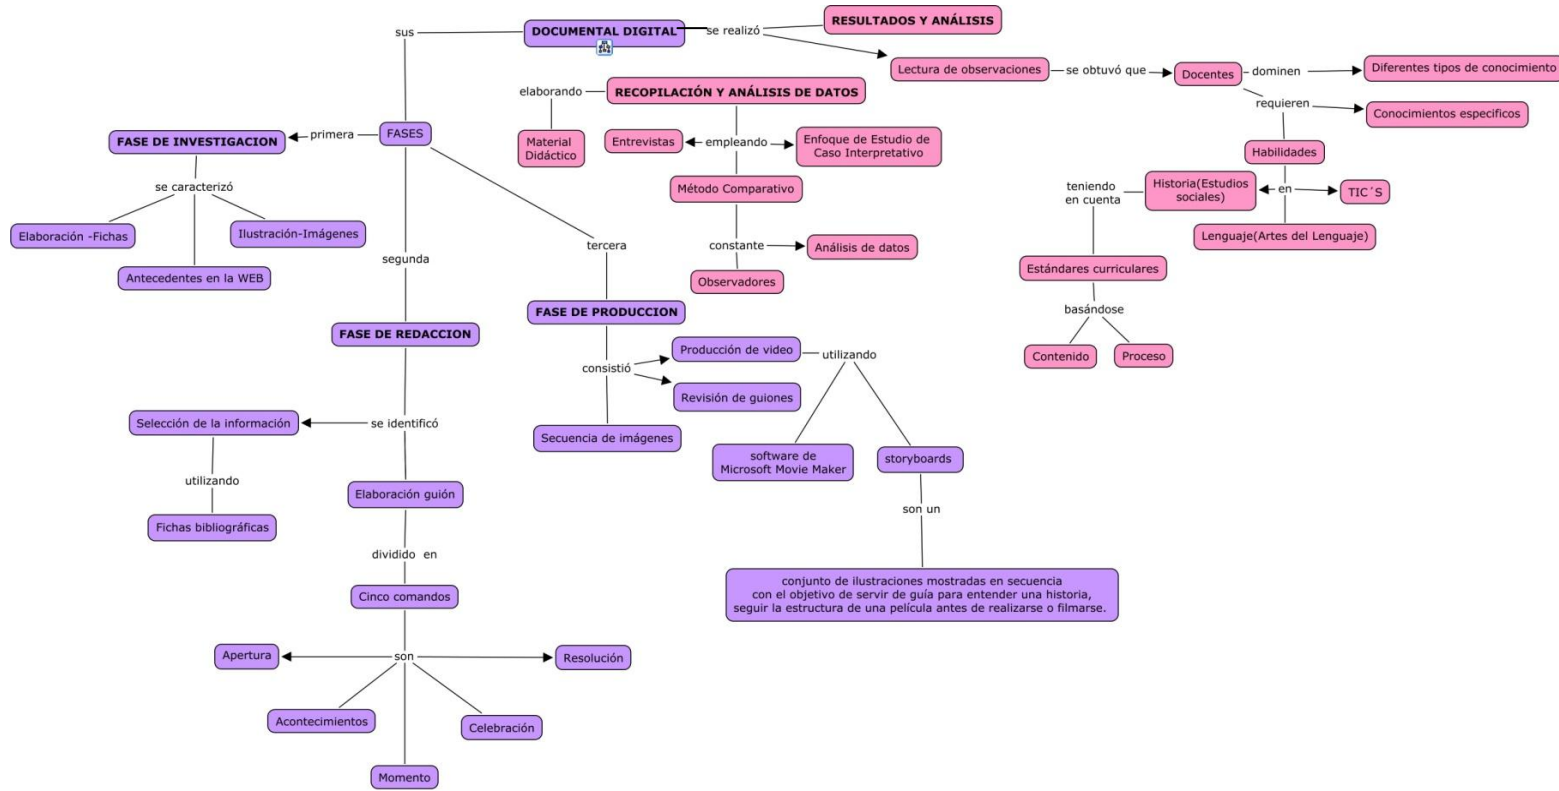 DOCUMENTAL DIGITAL
sus
se realizó
RESULTADOS Y ANÁLISIS
Lectura de observaciones
se obtuvó que
Docentes
dominen
Diferentes tipos de conocimiento
requieren
Conocimientos especificos
Habilidades
en
TIC´S
Historia(Estudios
sociales)
Lenguaje(Artes del Lenguaje)
teniendo
en cuenta
Estándares curriculares
basándose
Contenido
Proceso
RECOPILACIÓN Y ANÁLISIS DE DATOS
elaborando
Material
Didáctico
empleando
Entrevistas
Enfoque de Estudio de
Caso Interpretativo
Método Comparativo
constante
Análisis de datos
Observadores
FASES
primera
FASE DE INVESTIGACION
se caracterizó
Elaboración -Fichas
Antecedentes en la WEB
Ilustración-Imágenes
segunda
FASE DE REDACCION
se identificó
Selección de la información
utilizando
Fichas bibliográficas
Elaboración guión
dividido en
Cinco comandos
son
Apertura
Acontecimientos
Momento
Celebración
Resolución
tercera
FASE DE PRODUCCION
consistió
Producción de video
Revisión de guiones
Secuencia de imágenes
utilizando
software de
Microsoft Movie Maker
storyboards
son un
conjunto de ilustraciones mostradas en secuencia
con el objetivo de servir de guía para entender una historia,
seguir la estructura de una película antes de realizarse o filmarse.